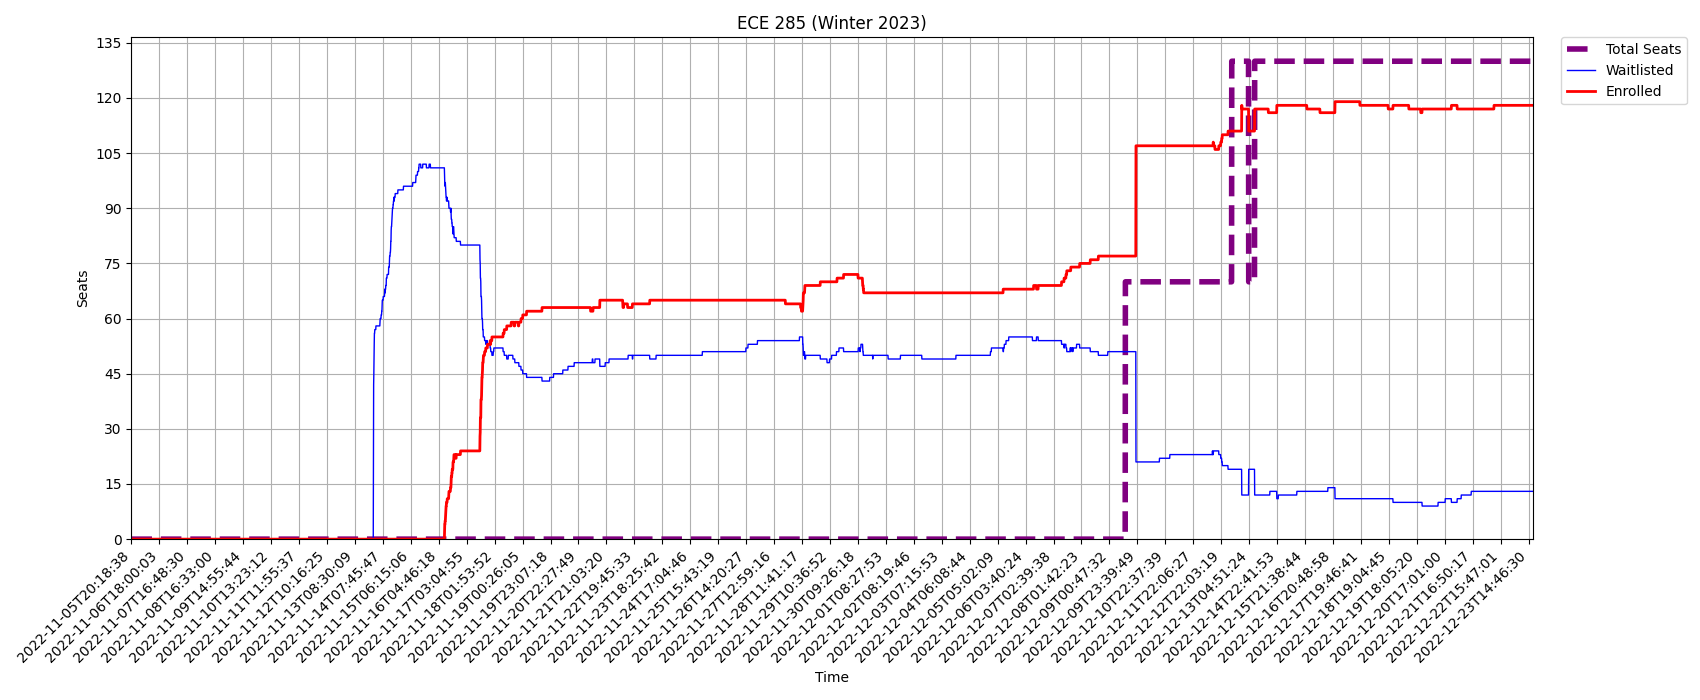 ECE 285 (Winter 2023)
Total Seats
Waitlisted
Enrolled
Seats
135
120
105
90
75
60
45
30
15
0
2022-11-05T20:18:38
2022-11-06T18:00:03
2022-11-07T16:48:30
2022-11-08T16:33:00
2022-11-09T14:55:44
2022-11-10T13:23:12
2022-11-11T11:55:37
2022-11-12T10:16:25
2022-11-13T08:30:09
2022-11-14T07:45:47
2022-11-15T06:15:06
2022-11-16T04:46:18
2022-11-17T03:04:55
2022-11-18T01:53:52
2022-11-19T00:26:05
2022-11-19T23:07:18
2022-11-20T22:27:49
2022-11-21T21:03:20
2022-11-22T19:45:33
2022-11-23T18:25:42
2022-11-24T17:04:46
2022-11-25T15:43:19
2022-11-26T14:20:27
2022-11-27T12:59:16
2022-11-28T11:41:17
2022-11-29T10:36:52
2022-11-30T09:26:18
2022-12-01T08:27:53
2022-12-02T08:19:46
2022-12-03T07:15:53
2022-12-04T06:08:44
2022-12-05T05:02:09
2022-12-06T03:40:24
2022-12-07T02:39:38
2022-12-08T01:42:23
2022-12-09T00:47:32
2022-12-09T23:39:49
2022-12-10T22:37:39
2022-12-11T22:06:27
2022-12-12T22:03:19
2022-12-13T04:51:24
2022-12-14T22:41:53
2022-12-15T21:38:44
2022-12-16T20:48:58
2022-12-17T19:46:41
2022-12-18T19:04:45
2022-12-19T18:05:20
2022-12-20T17:01:00
2022-12-21T16:50:17
2022-12-22T15:47:01
2022-12-23T14:46:30
Time